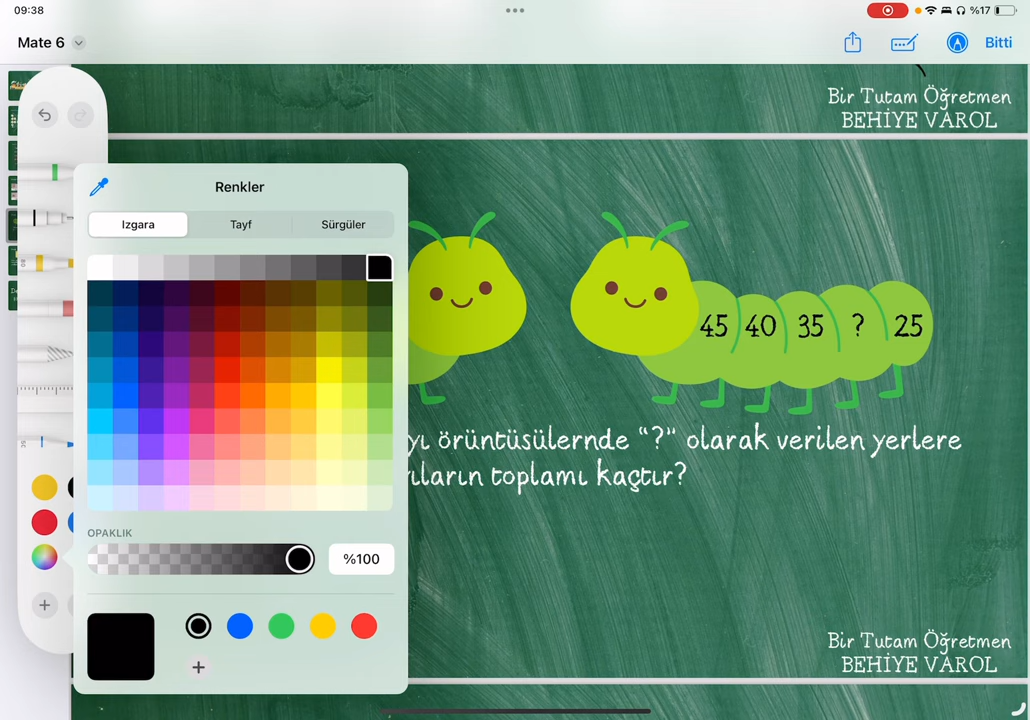 09:38
%17
Mate 6
Bitti
Bir Tutam Öğretmen
BEHİYE VAROL
Renkler
Izgara
Tayf
Sürgüler
45 40 35 ? 25
yı örüntüsülernde "?" olarak verilen yerlere
ların toplamı kaçtır?
OPAKLIK
%100
Bir Tutam Öğretmen
BEHİYE VAROL